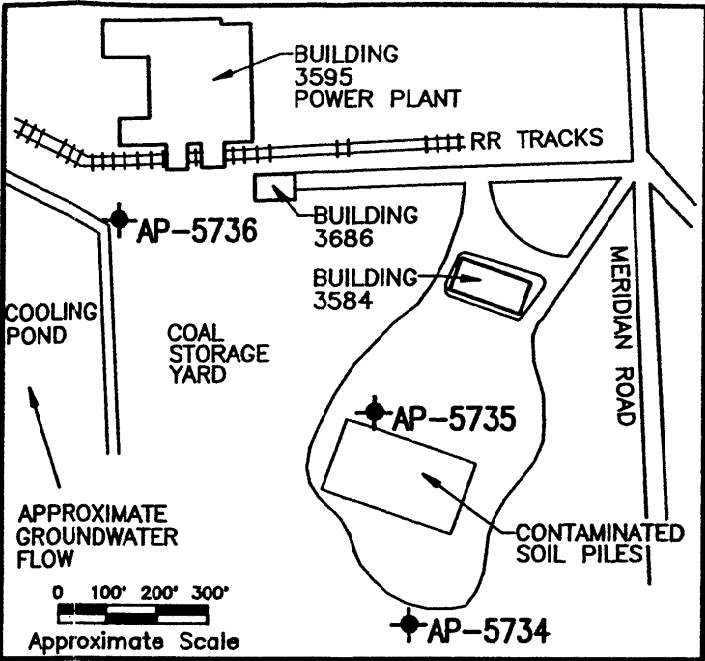 BUILDING
3595
POWER PLANT
RR TRACKS
AP-5736
BUILDING
3686
BUILDING
3584
MERIDIAN ROAD
COOLING
POND
COAL
STORAGE
YARD
AP-5735
APPROXIMATE
GROUNDWATER
FLOW
CONTAMINATED
SOIL PILES
0 100' 200' 300'
Approximate Scale
AP-5734